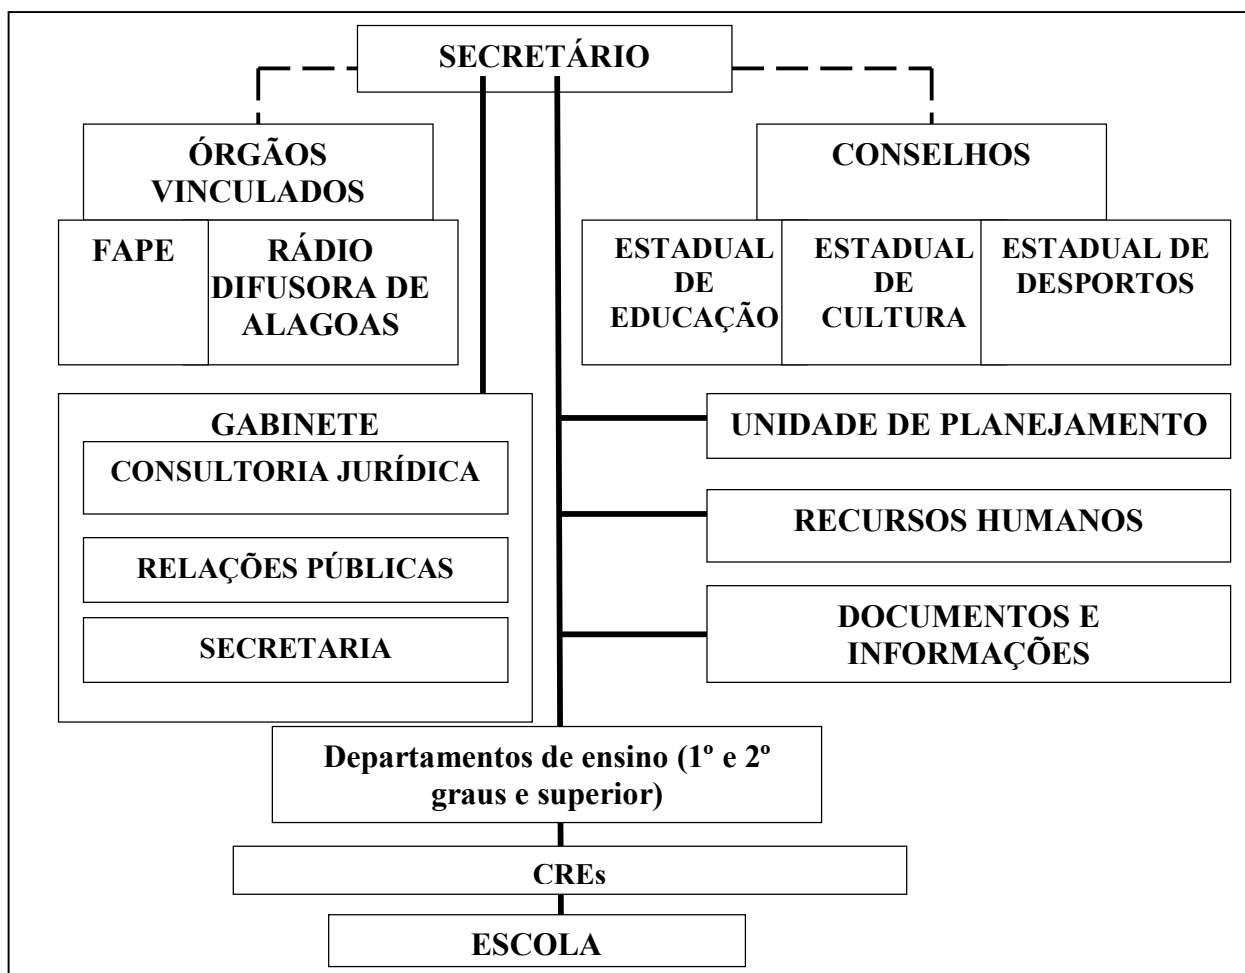 SECRETÁRIO
ÓRGÃOS
VINCULADOS
CONSELHOS
FAPE
RÁDIO
DIFUSORA DE
ALAGOAS
ESTADUAL
DE
EDUCAÇÃO
ESTADUAL
DE
CULTURA
ESTADUAL DE
DESPORTOS
GABINETE
CONSULTORIA JURÍDICA
RELAÇÕES PÚBLICAS
SECRETARIA
UNIDADE DE PLANEJAMENTO
RECURSOS HUMANOS
DOCUMENTOS E
INFORMAÇÕES
Departamentos de ensino (1º e 2º
graus e superior)
CREs
ESCOLA